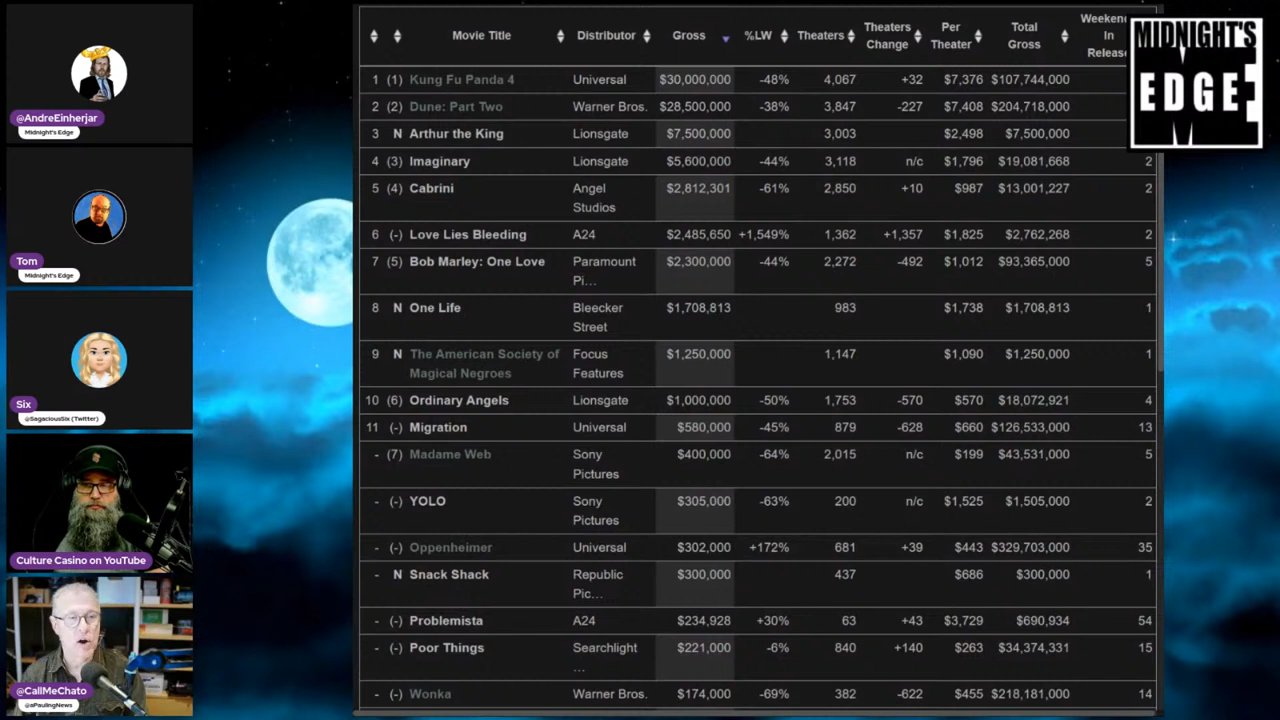 @AndreEinherjar
Midnight's Edge
Tom
Midnight's Edge
Six
@SagaciousSix (Twitter)
Culture Casino on YouTube
@CallMeChato
@aPaulingNews
MIDNIGHT'S
EDGE
Movie Title Distributor Gross %LW Theaters Theaters Change Per Theater Total Gross Weekend In Release
1 (1) Kung Fu Panda 4 Universal $30,000,000 -48% 4,067 +32 $7,376 $107,744,000
2 (2) Dune: Part Two Warner Bros. $28,500,000 -38% 3,847 -227 $7,408 $204,718,000
3 N Arthur the King Lionsgate $7,500,000 3,003 $2,498 $7,500,000
4 (3) Imaginary Lionsgate $5,600,000 -44% 3,118 n/c $1,796 $19,081,668 2
5 (4) Cabrini Angel Studios $2,812,301 -61% 2,850 +10 $987 $13,001,227 2
6 (-) Love Lies Bleeding A24 $2,485,650 +1,549% 1,362 +1,357 $1,825 $2,762,268 2
7 (5) Bob Marley: One Love Paramount Pi… $2,300,000 -44% 2,272 -492 $1,012 $93,365,000 5
8 N One Life Bleecker Street $1,708,813 983 $1,738 $1,708,813 1
9 N The American Society of Magical Negroes Focus Features $1,250,000 1,147 $1,090 $1,250,000 1
10 (6) Ordinary Angels Lionsgate $1,000,000 -50% 1,753 -570 $570 $18,072,921 4
11 (-) Migration Universal $580,000 -45% 879 -628 $660 $126,533,000 13
- (7) Madame Web Sony Pictures $400,000 -64% 2,015 n/c $199 $43,531,000 5
- (-) YOLO Sony Pictures $305,000 -63% 200 n/c $1,525 $1,505,000 2
- (-) Oppenheimer Universal $302,000 +172% 681 +39 $443 $329,703,000 35
- N Snack Shack Republic Pic… $300,000 437 $686 $300,000 1
- (-) Problemista A24 $234,928 +30% 63 +43 $3,729 $690,934 54
- (-) Poor Things Searchlight … $221,000 -6% 840 +140 $263 $34,374,331 15
- (-) Wonka Warner Bros. $174,000 -69% 382 -622 $455 $218,181,000 14